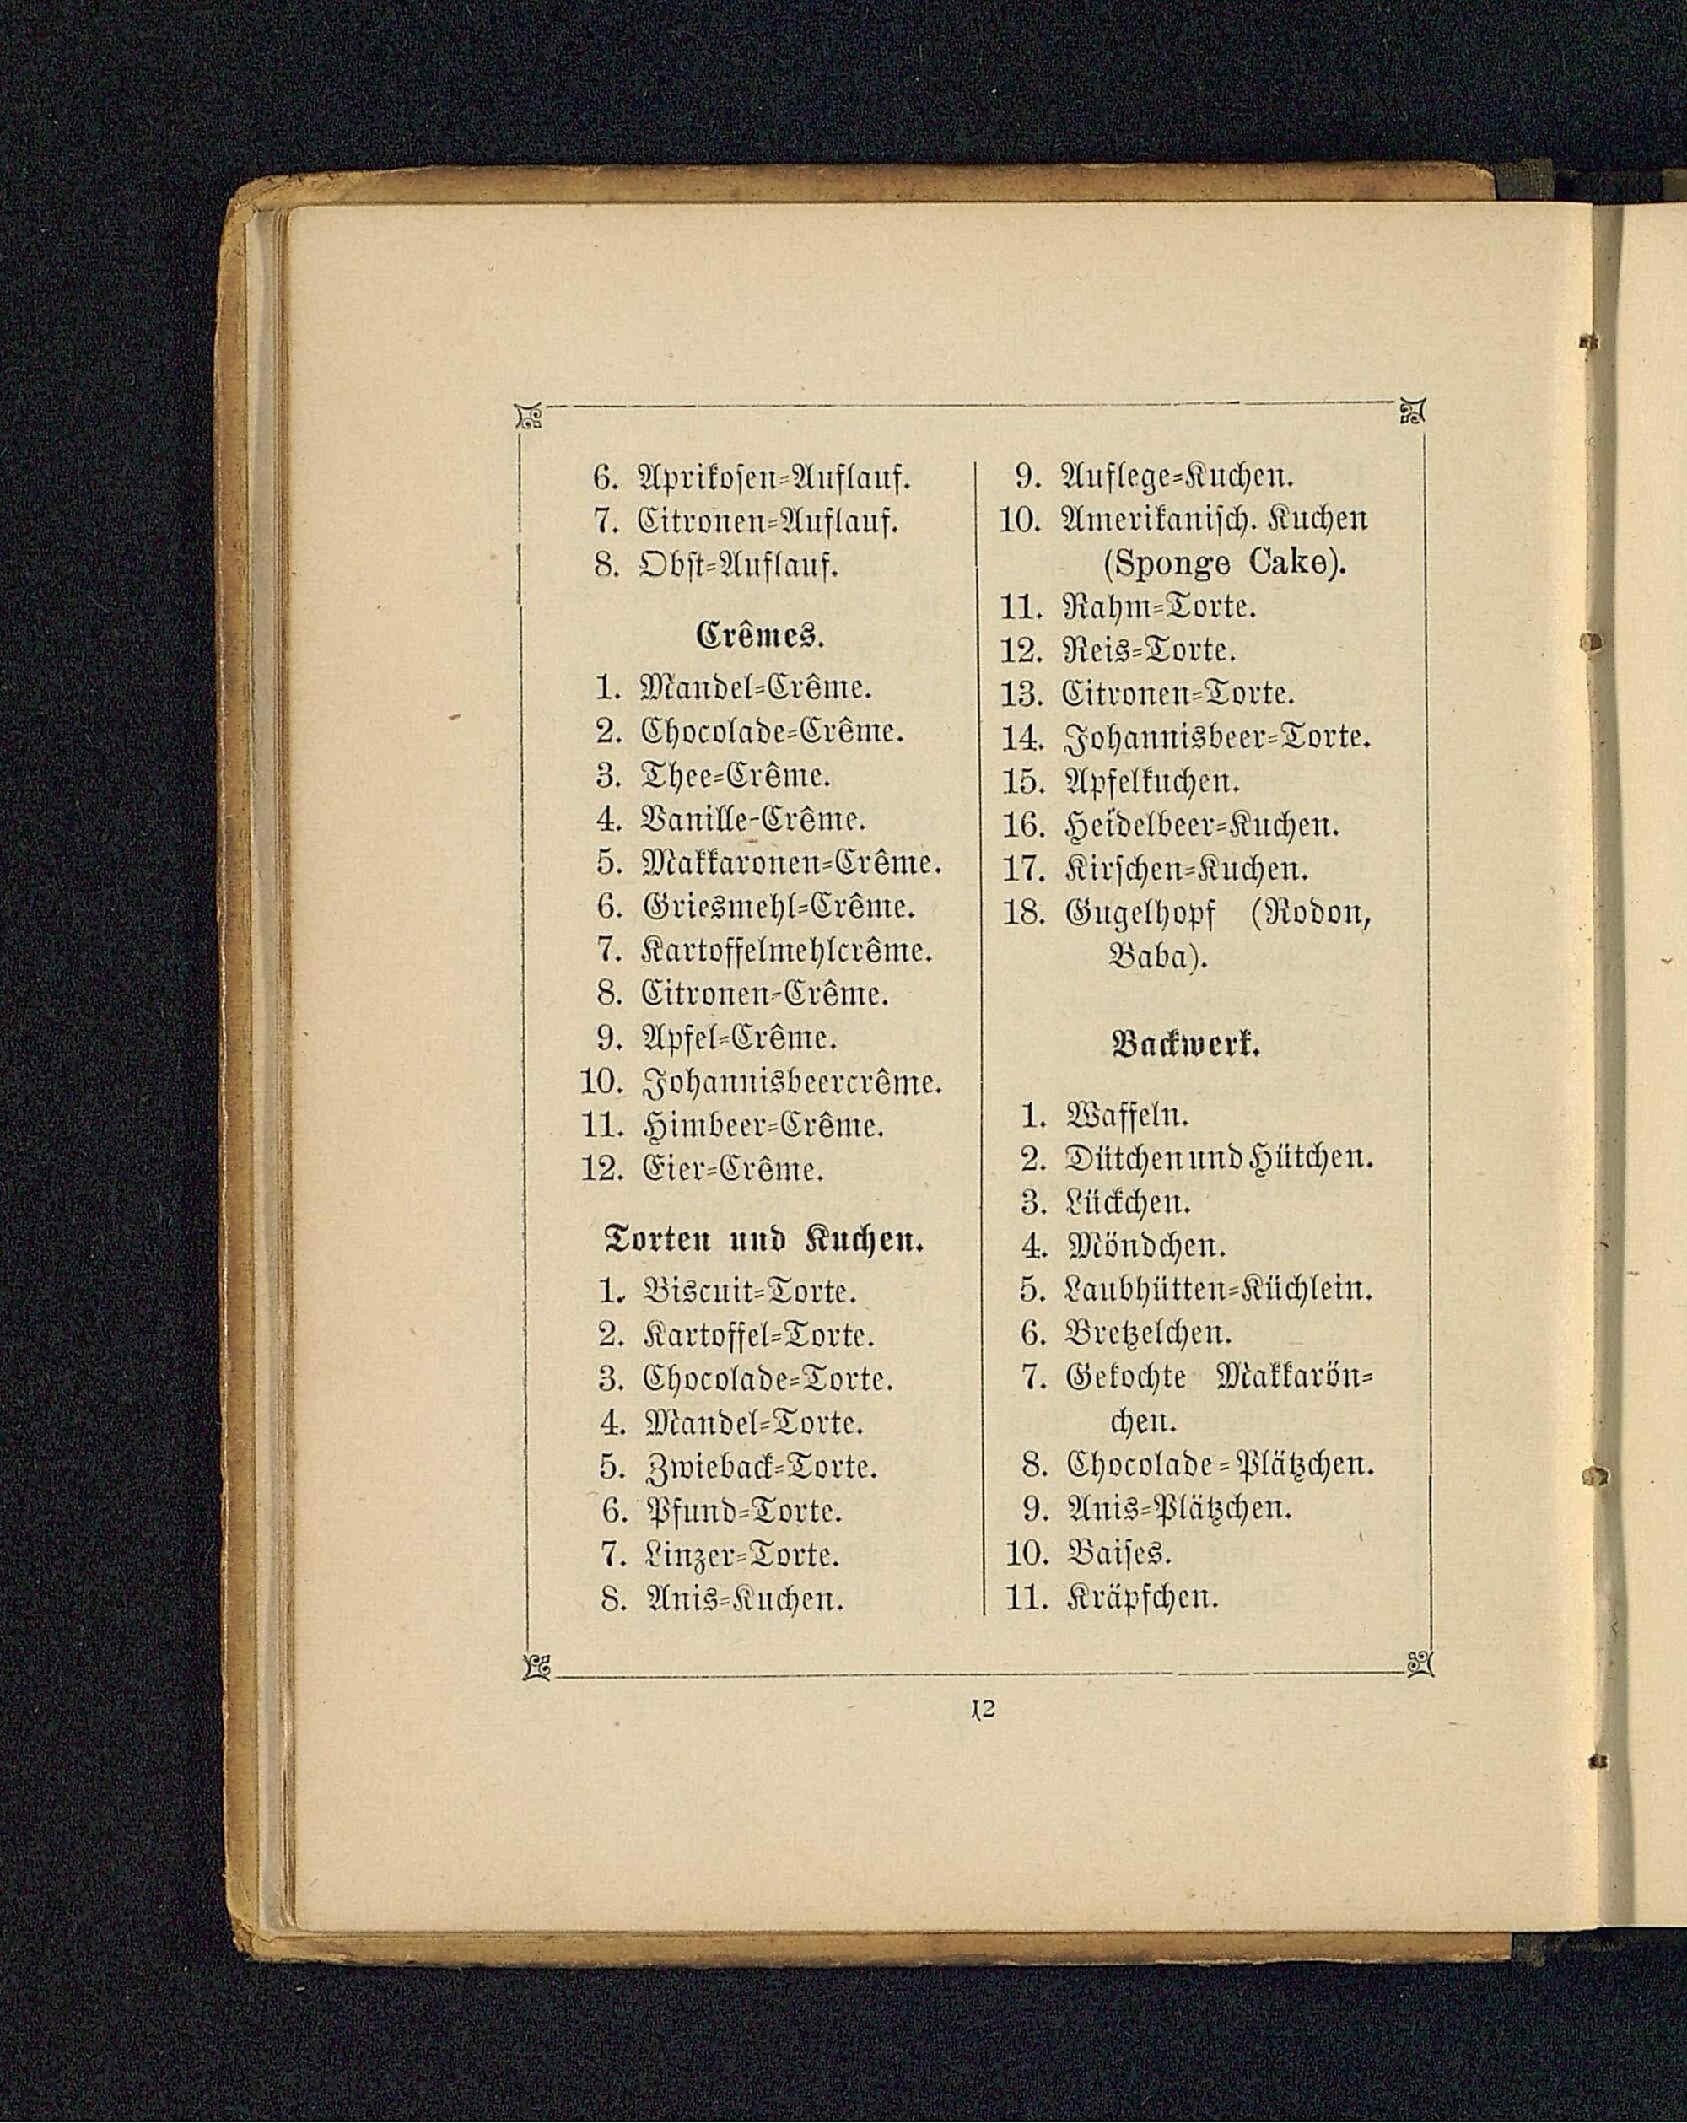 6. Aprikosen-Auflauf.
7. Citronen-Auflauf.
8. Obst-Auflauf.
Crêmes.
1. Mandel-Crême.
2. Chocolade-Crême.
3. Thee-Crême.
4. Vanille-Crême.
5. Makkaronen-Crême.
6. Griesmehl-Crême.
7. Kartoffelmehlcrême.
8. Citronen-Crême.
9. Apfel-Crême.
10. Johannisbeercrême.
11. Himbeer-Crême.
12. Eier-Crême.
Torten und Kuchen.
1. Biscuit-Torte.
2. Kartoffel-Torte.
3. Chocolade-Torte.
4. Mandel-Torte.
5. Zwieback-Torte.
6. Pfund-Torte.
7. Linzer-Torte.
8. Anis-Kuchen.
9. Auflege-Kuchen.
10. Amerikanisch. Kuchen
(Sponge Cake).
11. Rahm-Torte.
12. Reis-Torte.
13. Citronen-Torte.
14. Johannisbeer-Torte.
15. Apfelkuchen.
16. Heidelbeer-Kuchen.
17. Kirschen-Kuchen.
18. Gugelhopf (Rodon,
Baba).
Backwerk.
1. Waffeln.
2. Dütchen und Hütchen.
3. Lückchen.
4. Möndchen.
5. Laubhütten-Küchlein.
6. Bretzelchen.
7. Gekochte Makkarön-
chen.
8. Chocolade-Plätzchen.
9. Anis-Plätzchen.
10. Baises.
11. Kräpfchen.
12